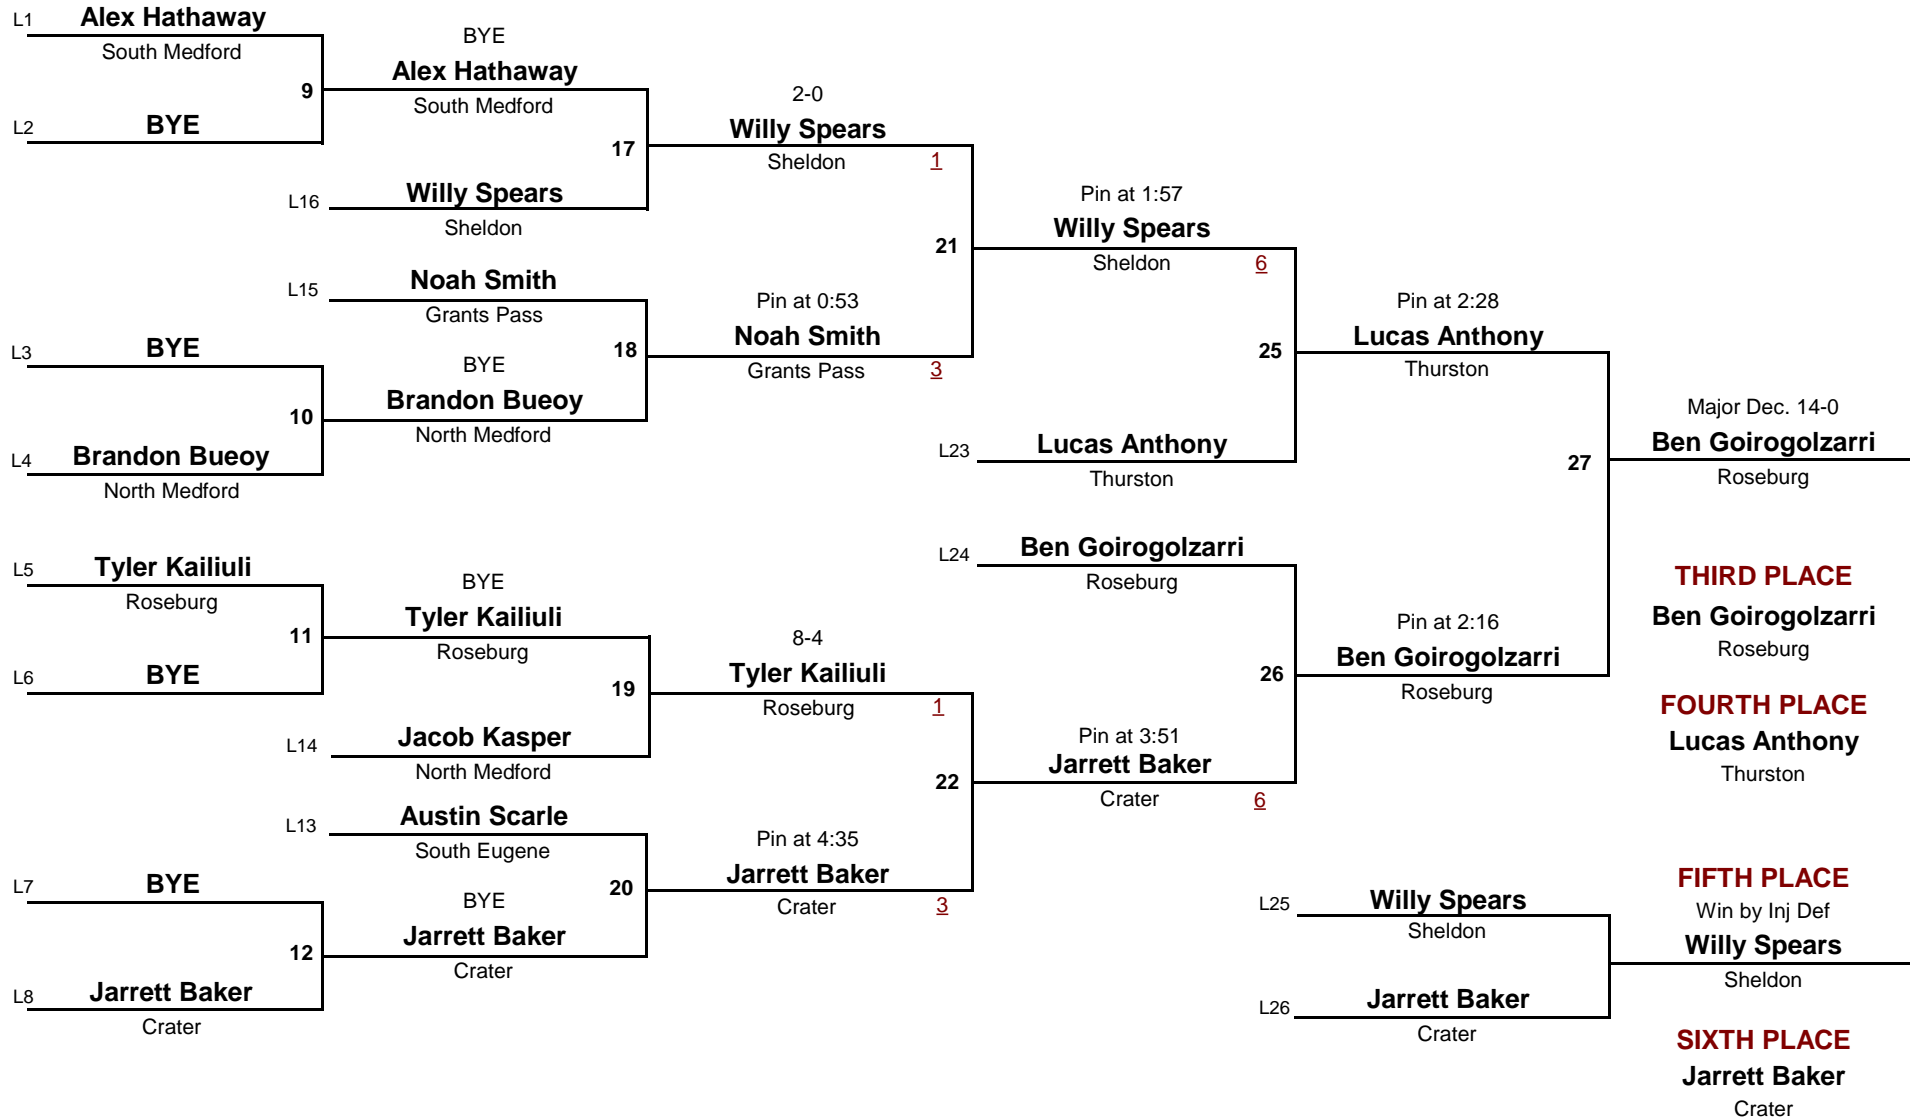 L1 Alex Hathaway
South Medford
9
L2 BYE
BYE
Alex Hathaway
South Medford
17
L16 Willy Spears
Sheldon
2-0
Willy Spears
Sheldon 1
21
L15 Noah Smith
Grants Pass
18
L3 BYE
10
L4 Brandon Bueoy
North Medford
BYE
Brandon Bueoy
North Medford
Pin at 0:53
Noah Smith
Grants Pass 3
Pin at 1:57
Willy Spears
Sheldon 6
25
L23 Lucas Anthony
Thurston
Pin at 2:28
Lucas Anthony
Thurston
27
Major Dec. 14-0
Ben Goirogolzarri
Roseburg
L5 Tyler Kailiuli
Roseburg
11
L6 BYE
BYE
Tyler Kailiuli
Roseburg
19
L14 Jacob Kasper
North Medford
8-4
Tyler Kailiuli
Roseburg 1
22
L13 Austin Scarle
South Eugene
20
L7 BYE
12
L8 Jarrett Baker
Crater
BYE
Jarrett Baker
Crater
Pin at 4:35
Jarrett Baker
Crater 3
L24 Ben Goirogolzarri
Roseburg
26
Pin at 3:51
Jarrett Baker
Crater 6
Pin at 2:16
Ben Goirogolzarri
Roseburg
THIRD PLACE
Ben Goirogolzarri
Roseburg
FOURTH PLACE
Lucas Anthony
Thurston
L25 Willy Spears
Sheldon
L26 Jarrett Baker
Crater
FIFTH PLACE
Win by Inj Def
Willy Spears
Sheldon
SIXTH PLACE
Jarrett Baker
Crater